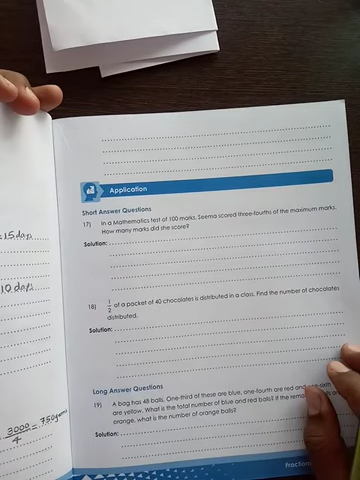 = 15 days
10 days
3000/4 = 750gms
Application
Short Answer Questions
17) In a Mathematics test of 100 marks, Seema scored three-fourths of the maximum marks.
How many marks did she score?
Solution:
18) 1/2 of a packet of 40 chocolates is distributed in a class. Find the number of chocolates
distributed.
Solution:
Long Answer Questions
19) A bag has 48 balls. One-third of these are blue, one-fourth are red and
are yellow. What is the total number of blue and red balls? If the
orange, what is the number of orange balls?
Solution:
Fraction